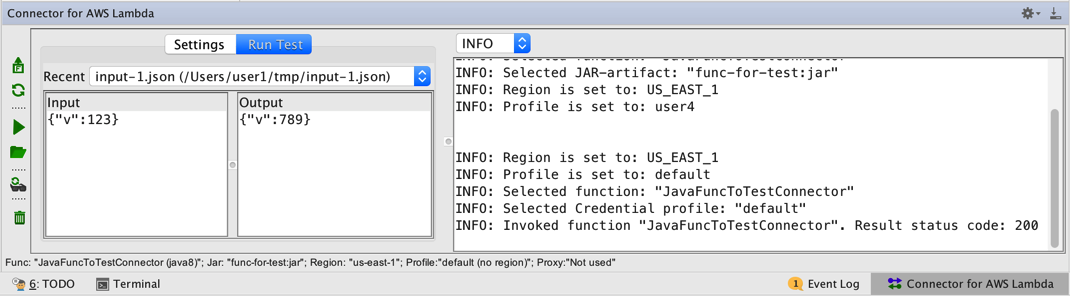 Connector for AWS Lambda
Settings
Run Test
INFO
Recent
input-1.json (/Users/user1/tmp/input-1.json)
Input
{"v":123}
Output
{"v":789}
INFO: Selected function: "JavaFuncToTestConnector"
INFO: Selected JAR-artifact: "func-for-test:jar"
INFO: Region is set to: US_EAST_1
INFO: Profile is set to: user4
INFO: Region is set to: US_EAST_1
INFO: Profile is set to: default
INFO: Selected function: "JavaFuncToTestConnector"
INFO: Selected Credential profile: "default"
INFO: Invoked function "JavaFuncToTestConnector". Result status code: 200
Func: "JavaFuncToTestConnector (java8)"; Jar: "func-for-test:jar"; Region: "us-east-1"; Profile:"default (no region)"; Proxy:"Not used"
6: TODO
Terminal
1 Event Log
Connector for AWS Lambda